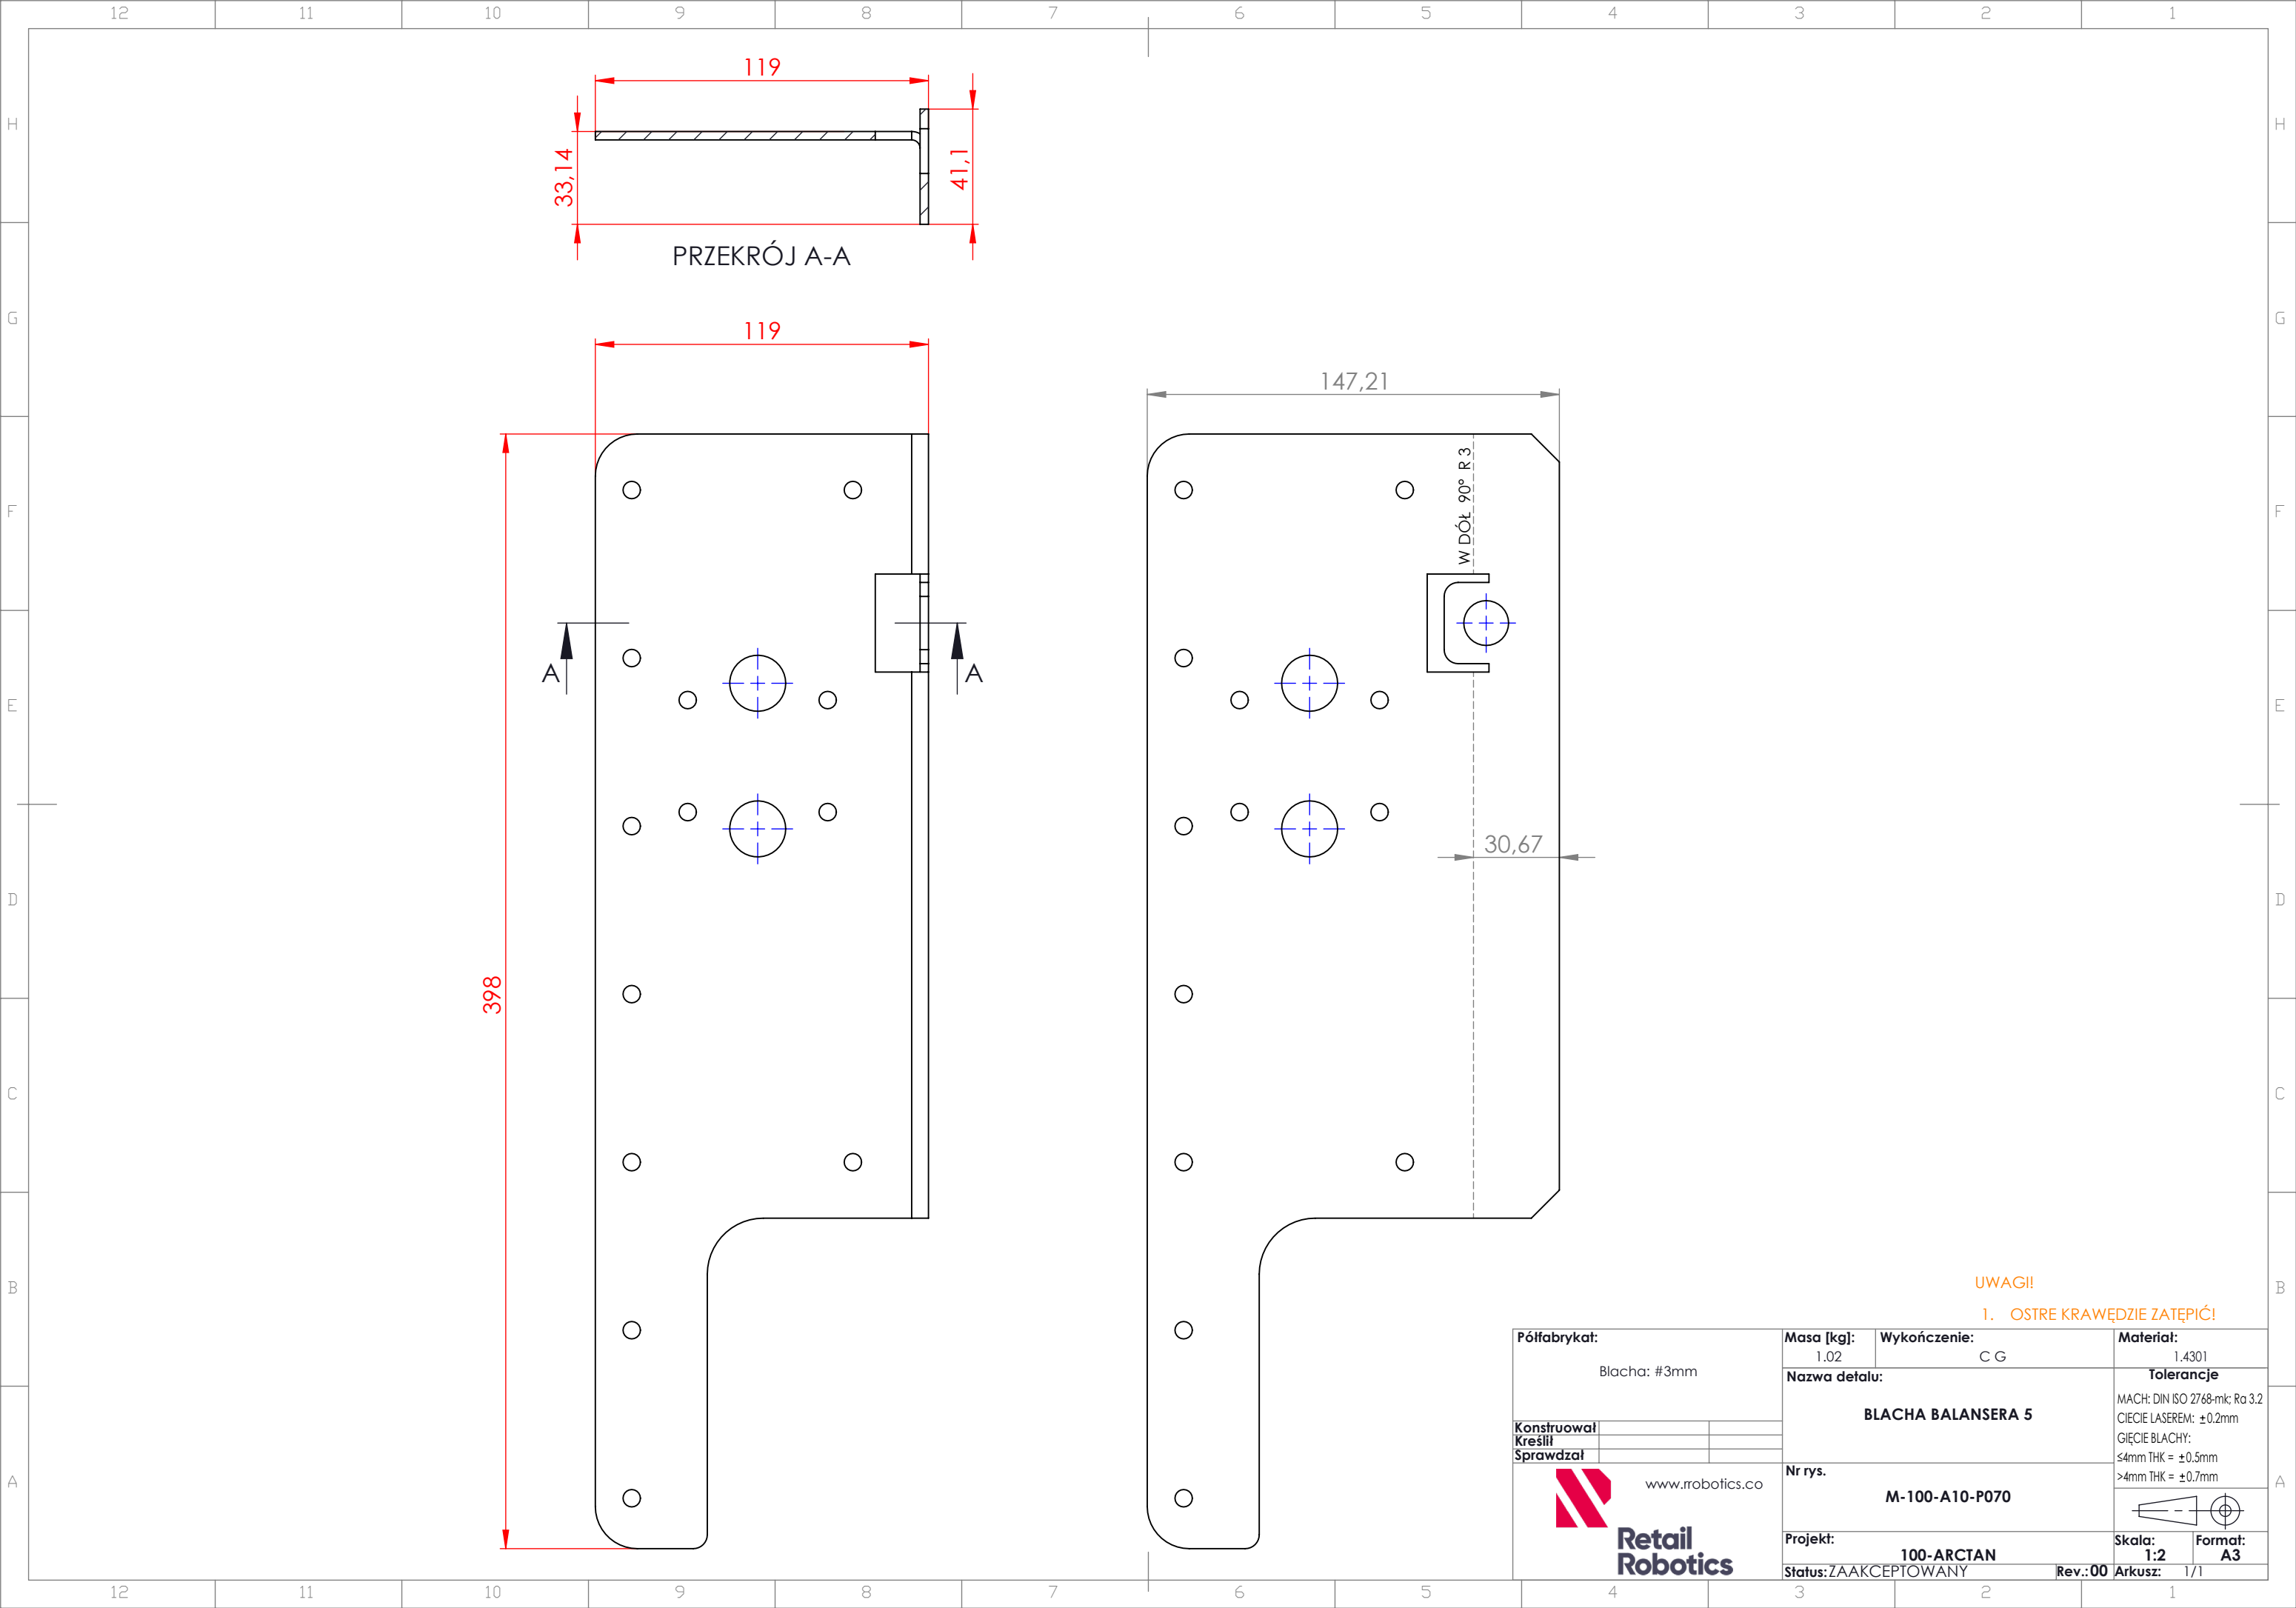 12 11 10 9 8 7 6 5 4 3 2 1
H H
119
33,14
41,1
PRZEKRÓJ A-A
G G
119
147,21
F F
W DÓŁ 90° R 3
E E
A A
30,67
D D
398
C C
B B
UWAGI!
1. OSTRE KRAWĘDZIE ZATĘPIĆ!
Półfabrykat:
Blacha: #3mm
Masa [kg]:
1.02
Wykończenie:
C G
Materiał:
1.4301
Nazwa detalu:
BLACHA BALANSERA 5
Tolerancje
MACH: DIN ISO 2768-mk; Ra 3.2
CIECIE LASEREM: ±0.2mm
GIĘCIE BLACHY:
≤4mm THK = ±0.5mm
>4mm THK = ±0.7mm
Konstruował
Kreślił
Sprawdzał
A A
www.rrobotics.co
Retail
Robotics
Nr rys.
M-100-A10-P070
Projekt:
100-ARCTAN
Skala:
1:2
Format:
A3
Status: ZAAKCEPTOWANY
Rev.: 00
Arkusz: 1/1
12 11 10 9 8 7 6 5 4 3 2 1